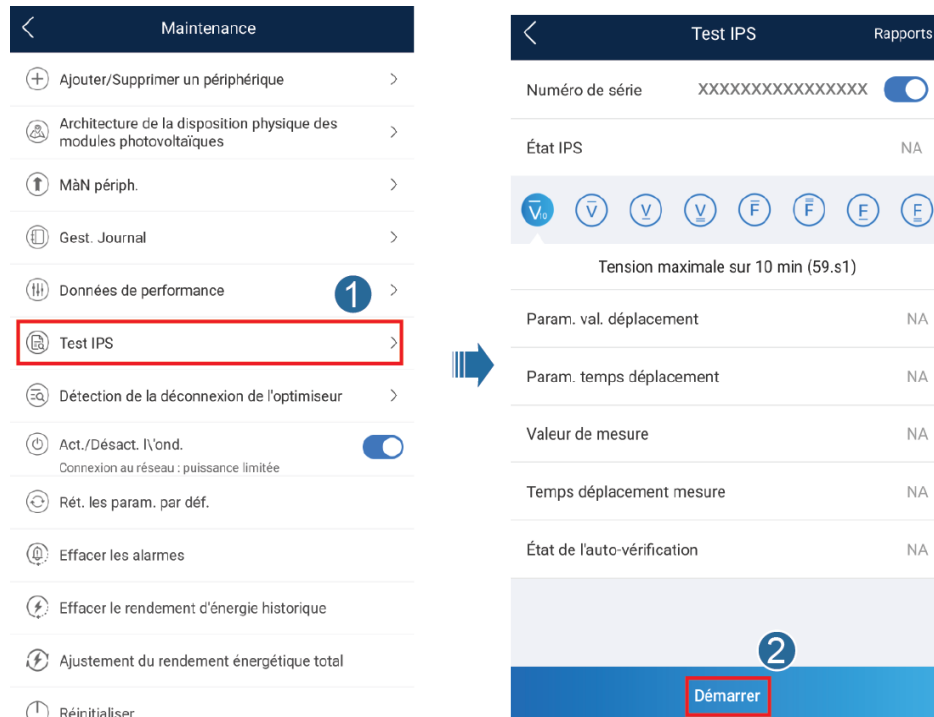 Maintenance
Ajouter/Supprimer un périphérique
Architecture de la disposition physique des
modules photovoltaïques
MàN périph.
Gest. Journal
Données de performance
1
Test IPS
Détection de la déconnexion de l'optimiseur
Act./Désact. l\'ond.
Connexion au réseau : puissance limitée
Rét. les param. par déf.
Effacer les alarmes
Effacer le rendement d'énergie historique
Ajustement du rendement énergétique total
Réinitialiser
Test IPS Rapports
Numéro de série XXXXXXXXXXXXXXXX
État IPS NA
V̅₀ V̅ V̲ V̳ F̅ F̿ F̲ F̳
Tension maximale sur 10 min (59.s1)
Param. val. déplacement NA
Param. temps déplacement NA
Valeur de mesure NA
Temps déplacement mesure NA
État de l'auto-vérification NA
2
Démarrer